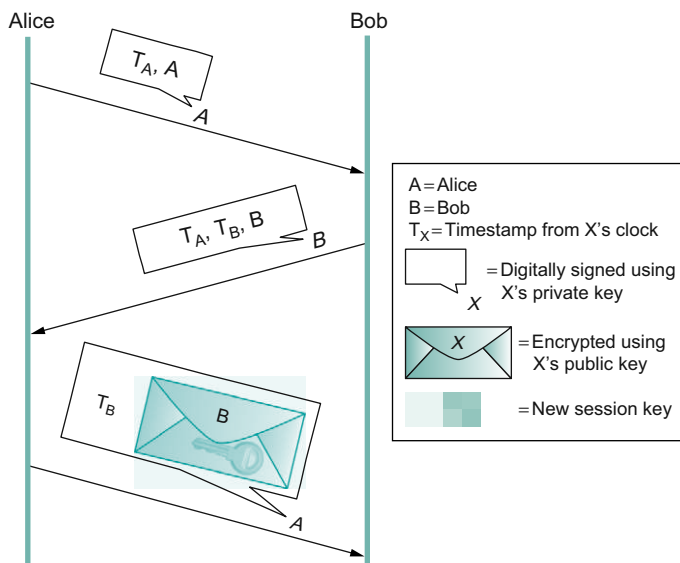 Alice
Bob
T_A, A
A
T_A, T_B, B
B
T_B
B
A
A=Alice
B=Bob
T_X=Timestamp from X's clock
X
=Digitally signed using
X's private key
X
=Encrypted using
X's public key
=New session key